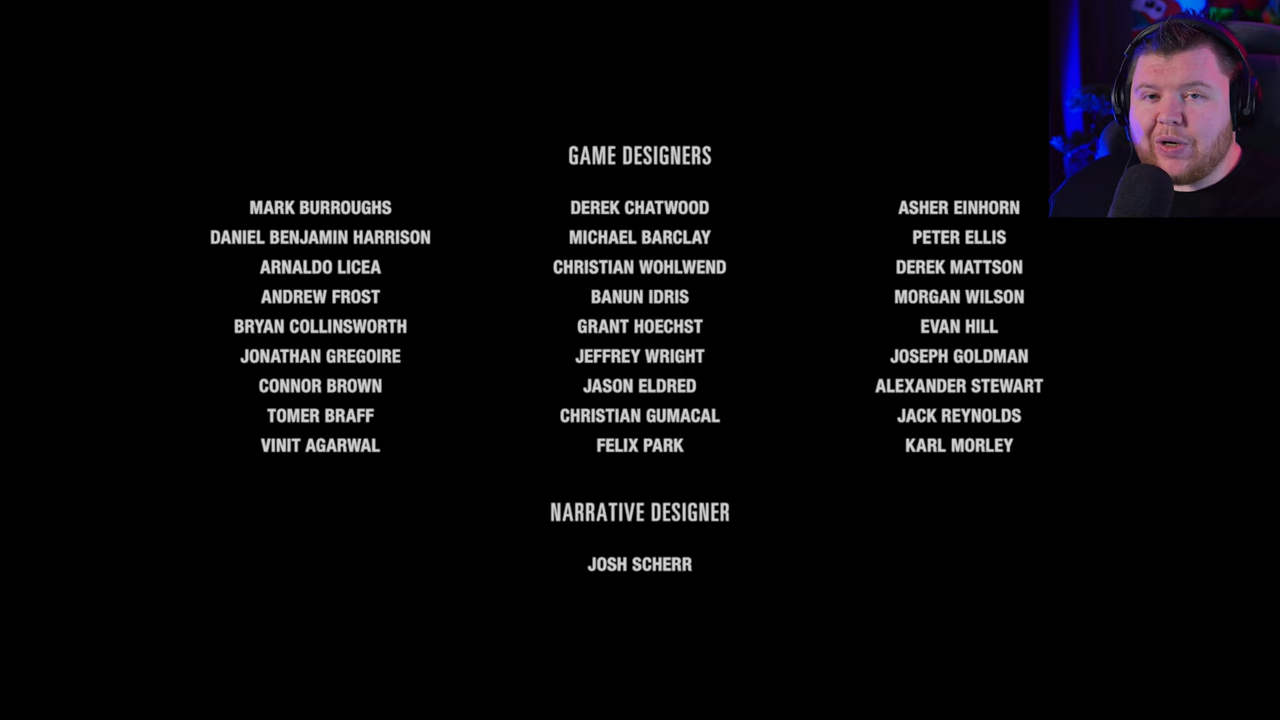 GAME DESIGNERS
MARK BURROUGHS DEREK CHATWOOD ASHER EINHORN
DANIEL BENJAMIN HARRISON MICHAEL BARCLAY PETER ELLIS
ARNALDO LICEA CHRISTIAN WOHLWEND DEREK MATTSON
ANDREW FROST BANUN IDRIS MORGAN WILSON
BRYAN COLLINSWORTH GRANT HOECHST EVAN HILL
JONATHAN GREGOIRE JEFFREY WRIGHT JOSEPH GOLDMAN
CONNOR BROWN JASON ELDRED ALEXANDER STEWART
TOMER BRAFF CHRISTIAN GUMACAL JACK REYNOLDS
VINIT AGARWAL FELIX PARK KARL MORLEY
NARRATIVE DESIGNER
JOSH SCHERR